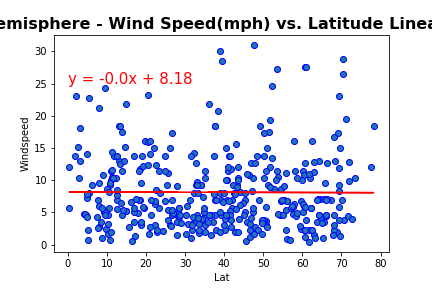 emisphere - Wind Speed(mph) vs. Latitude Linea
y = -0.0x + 8.18
Windspeed
30
25
20
15
10
5
0
0 10 20 30 40 50 60 70 80
Lat